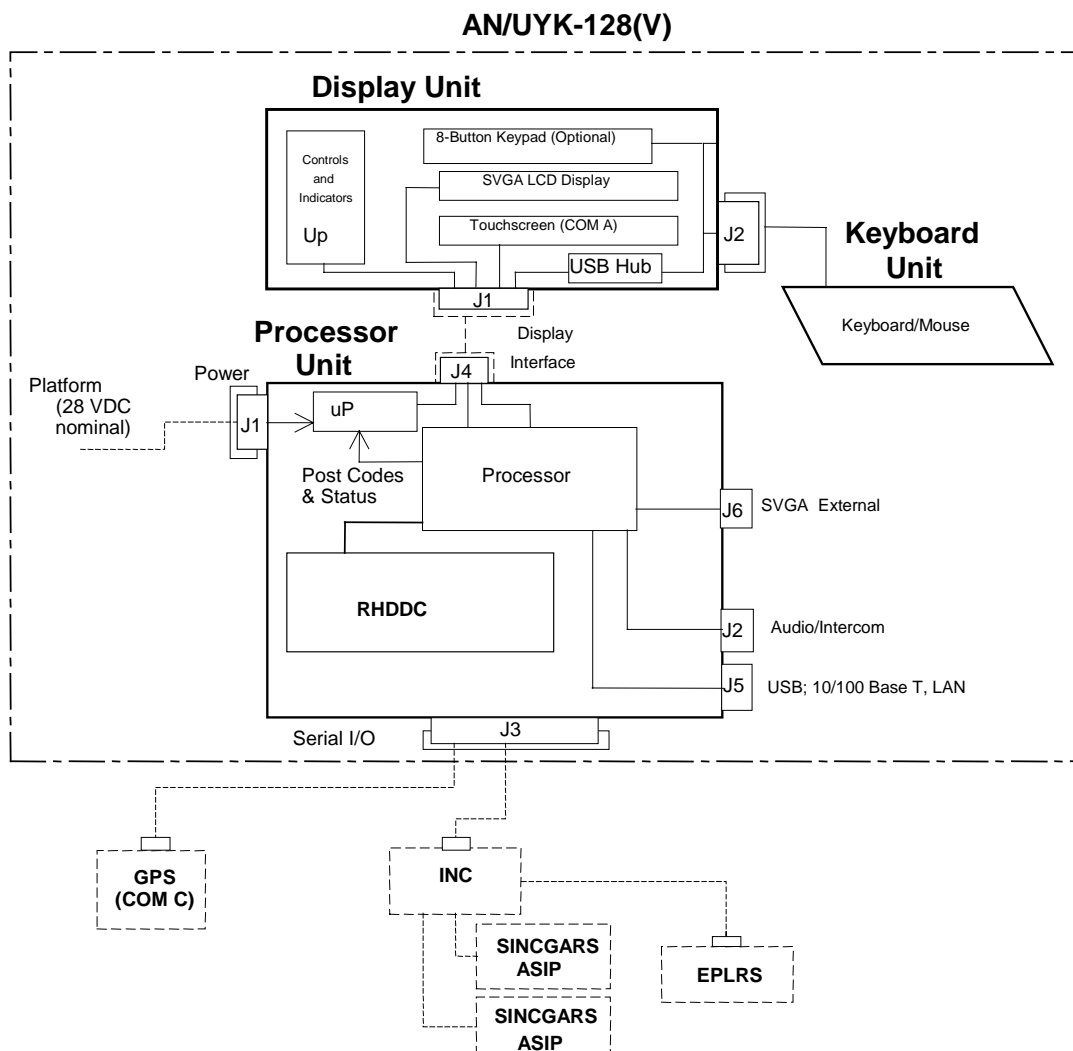 AN/UYK-128(V)
Display Unit
8-Button Keypad (Optional)
Controls
and
Indicators
Up
SVGA LCD Display
Touchscreen (COM A)
USB Hub
J2
J1
Keyboard
Unit
Keyboard/Mouse
Display
Interface
Processor
Unit
J4
Power
Platform
(28 VDC
nominal)
J1
uP
Post Codes
& Status
Processor
RHDDC
J6
SVGA External
J2
Audio/Intercom
J5
USB; 10/100 Base T, LAN
Serial I/O
J3
GPS
(COM C)
INC
SINCGARS
ASIP
EPLRS
SINCGARS
ASIP